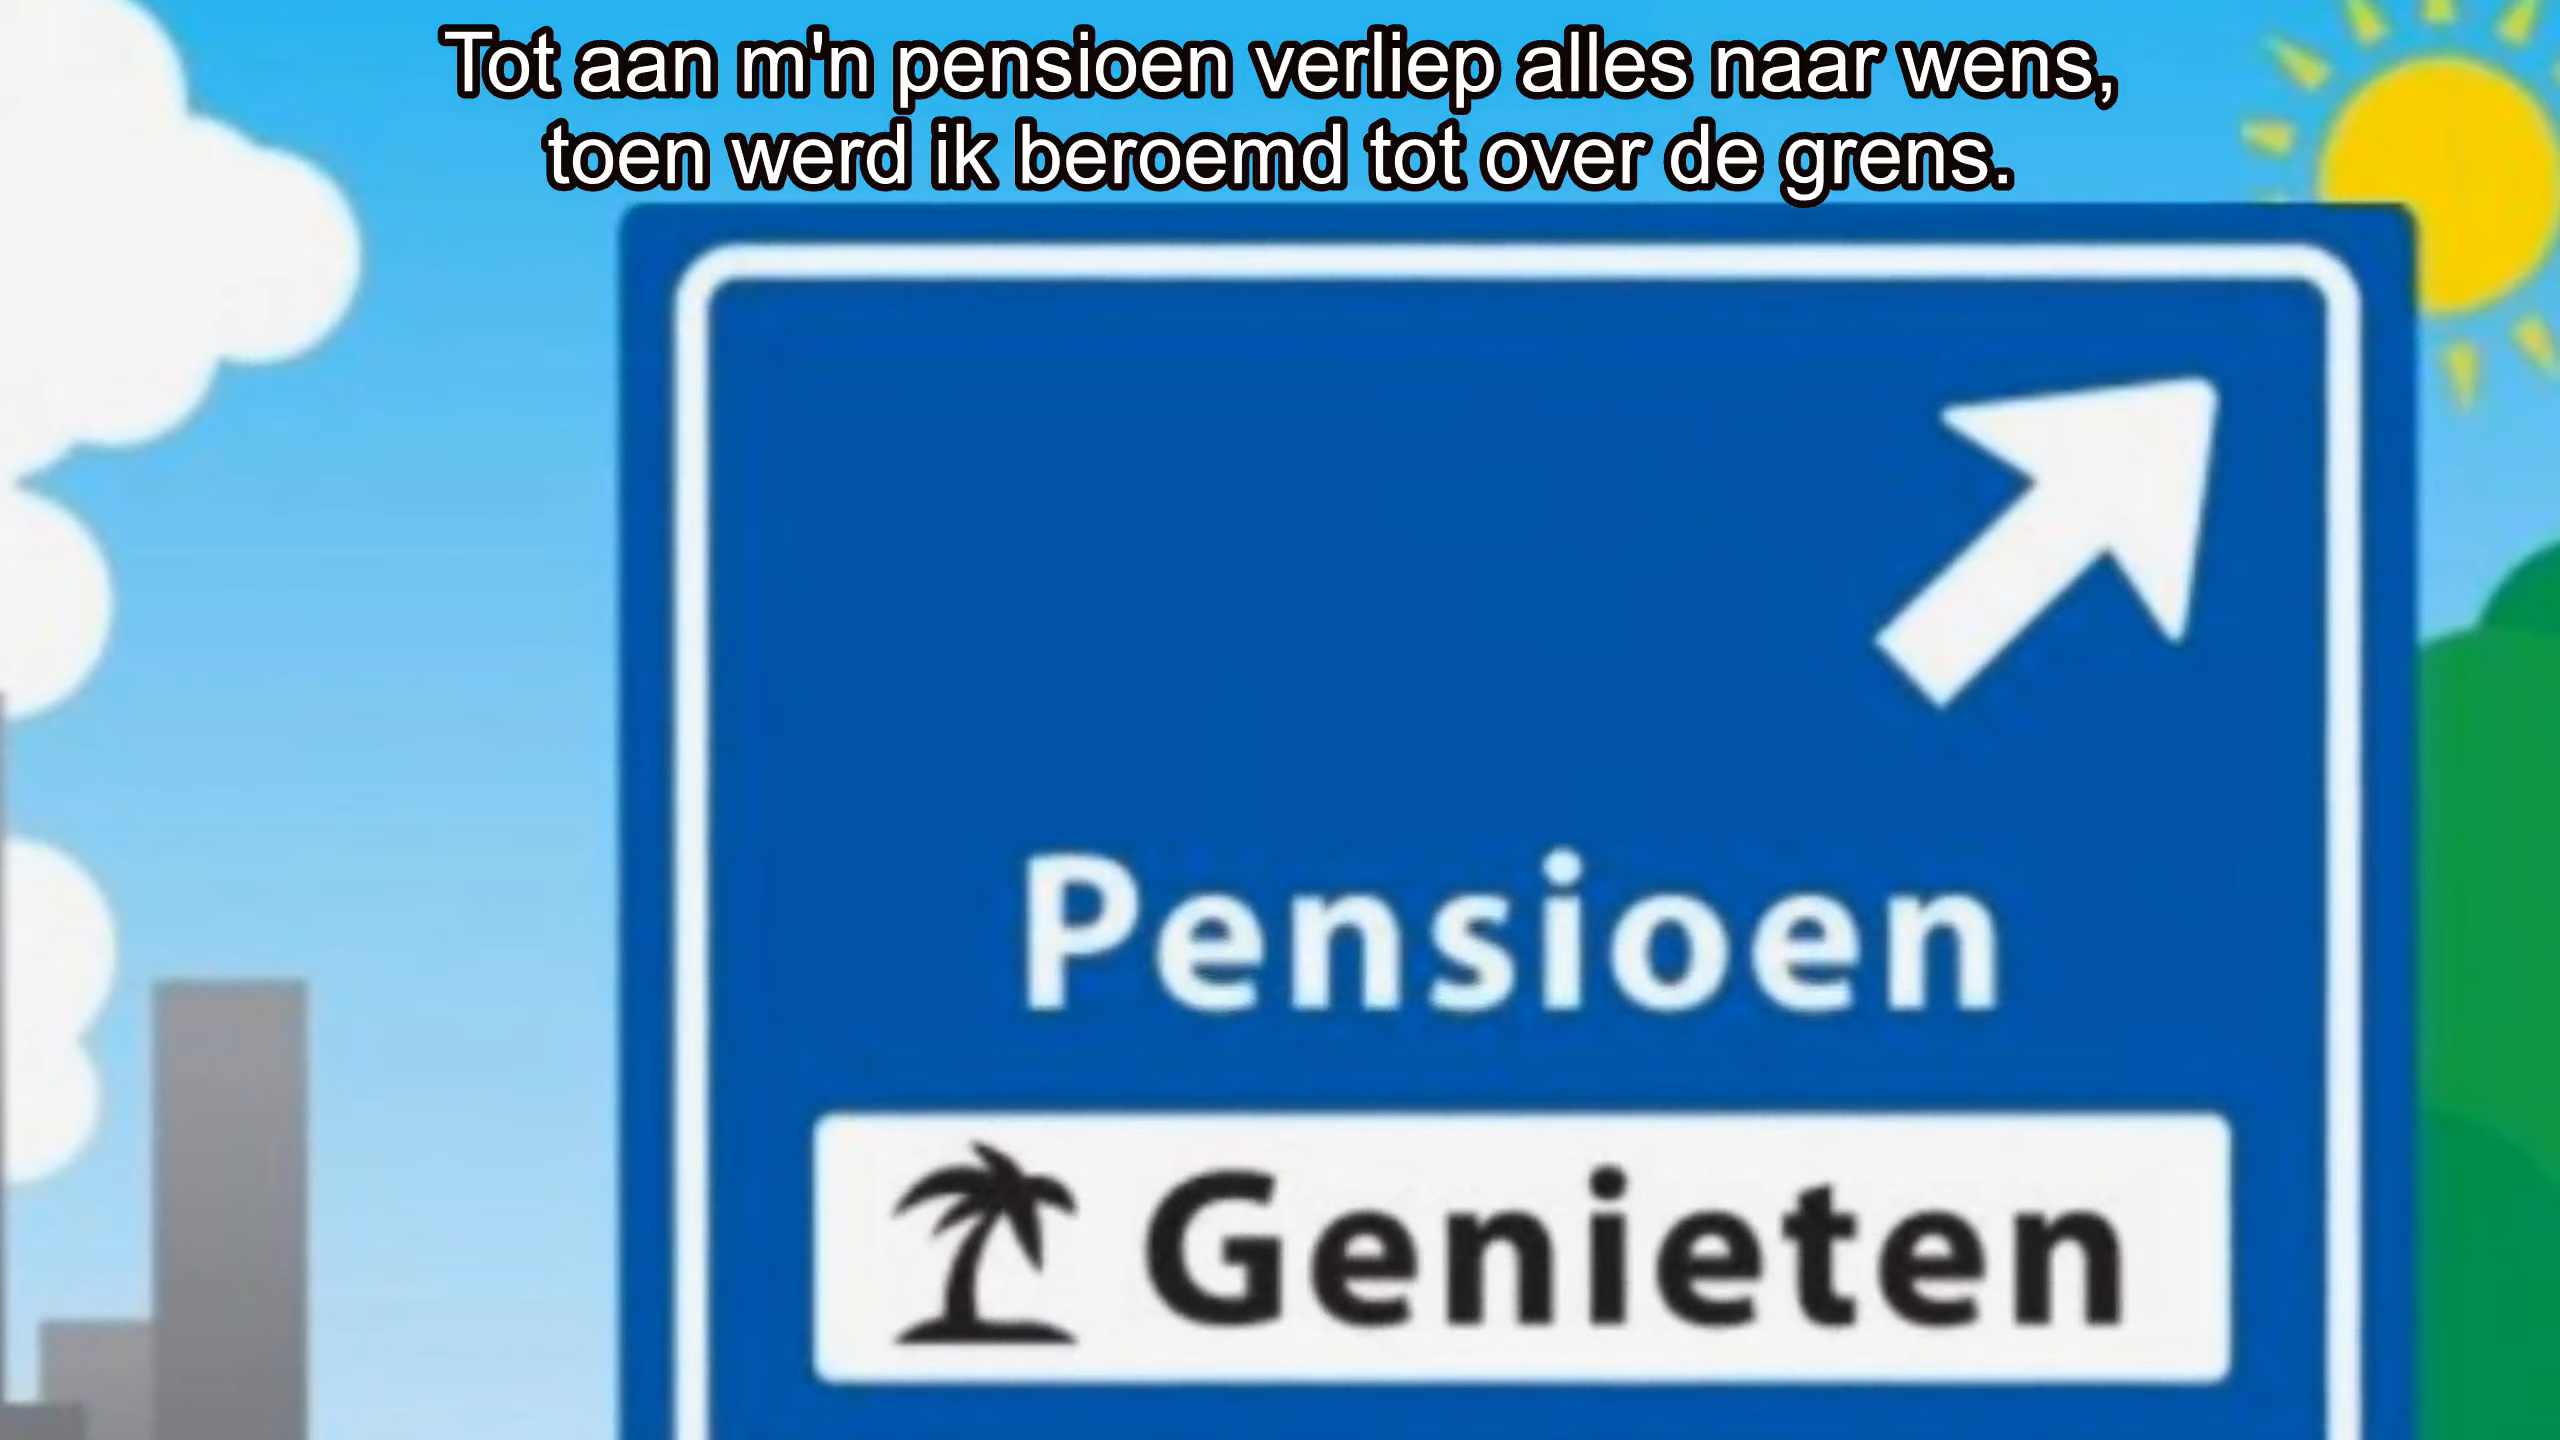 Tot aan m'n pensioen verliep alles naar wens,
toen werd ik beroemd tot over de grens.
Pensioen
Genieten